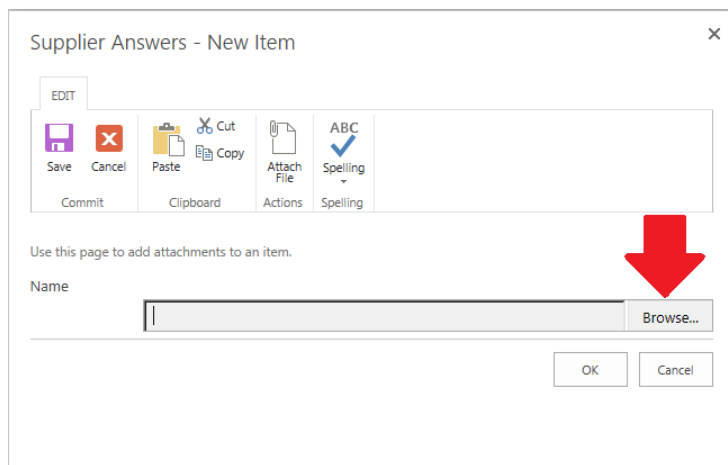 Supplier Answers - New Item
EDIT
Save
Cancel
Paste
Cut
Copy
Attach
File
ABC
Spelling
Commit
Clipboard
Actions
Spelling
Use this page to add attachments to an item.
Name
Browse...
OK
Cancel